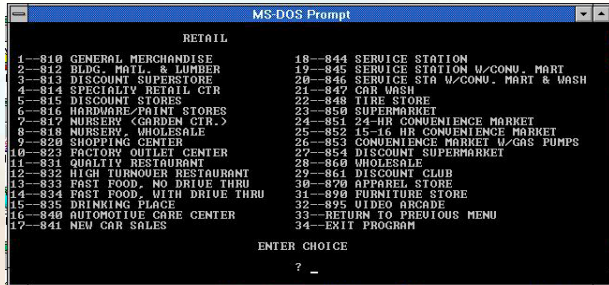 MS-DOS Prompt
RETAIL
1--810 GENERAL MERCHANDISE
2--812 BLDG. MATL. & LUMBER
3--813 DISCOUNT SUPERSTORE
4--814 SPECIALTY RETAIL CTR
5--815 DISCOUNT STORES
6--816 HARDWARE/PAINT STORES
7--817 NURSERY (GARDEN CTR.)
8--818 NURSERY, WHOLESALE
9--820 SHOPPING CENTER
10--823 FACTORY OUTLET CENTER
11--831 QUALITY RESTAURANT
12--832 HIGH TURNOVER RESTAURANT
13--833 FAST FOOD, NO DRIVE THRU
14--834 FAST FOOD, WITH DRIVE THRU
15--835 DRINKING PLACE
16--840 AUTOMOTIVE CARE CENTER
17--841 NEW CAR SALES
18--844 SERVICE STATION
19--845 SERVICE STATION W/CONV. MART
20--846 SERVICE STA W/CONV. MART & WASH
21--847 CAR WASH
22--848 TIRE STORE
23--850 SUPERMARKET
24--851 24-HR CONVENIENCE MARKET
25--852 15-16 HR CONVENIENCE MARKET
26--853 CONVENIENCE MARKET W/GAS PUMPS
27--854 DISCOUNT SUPERMARKET
28--860 WHOLESALE
29--861 DISCOUNT CLUB
30--870 APPAREL STORE
31--890 FURNITURE STORE
32--895 VIDEO ARCADE
33--RETURN TO PREVIOUS MENU
34--EXIT PROGRAM
ENTER CHOICE
? _